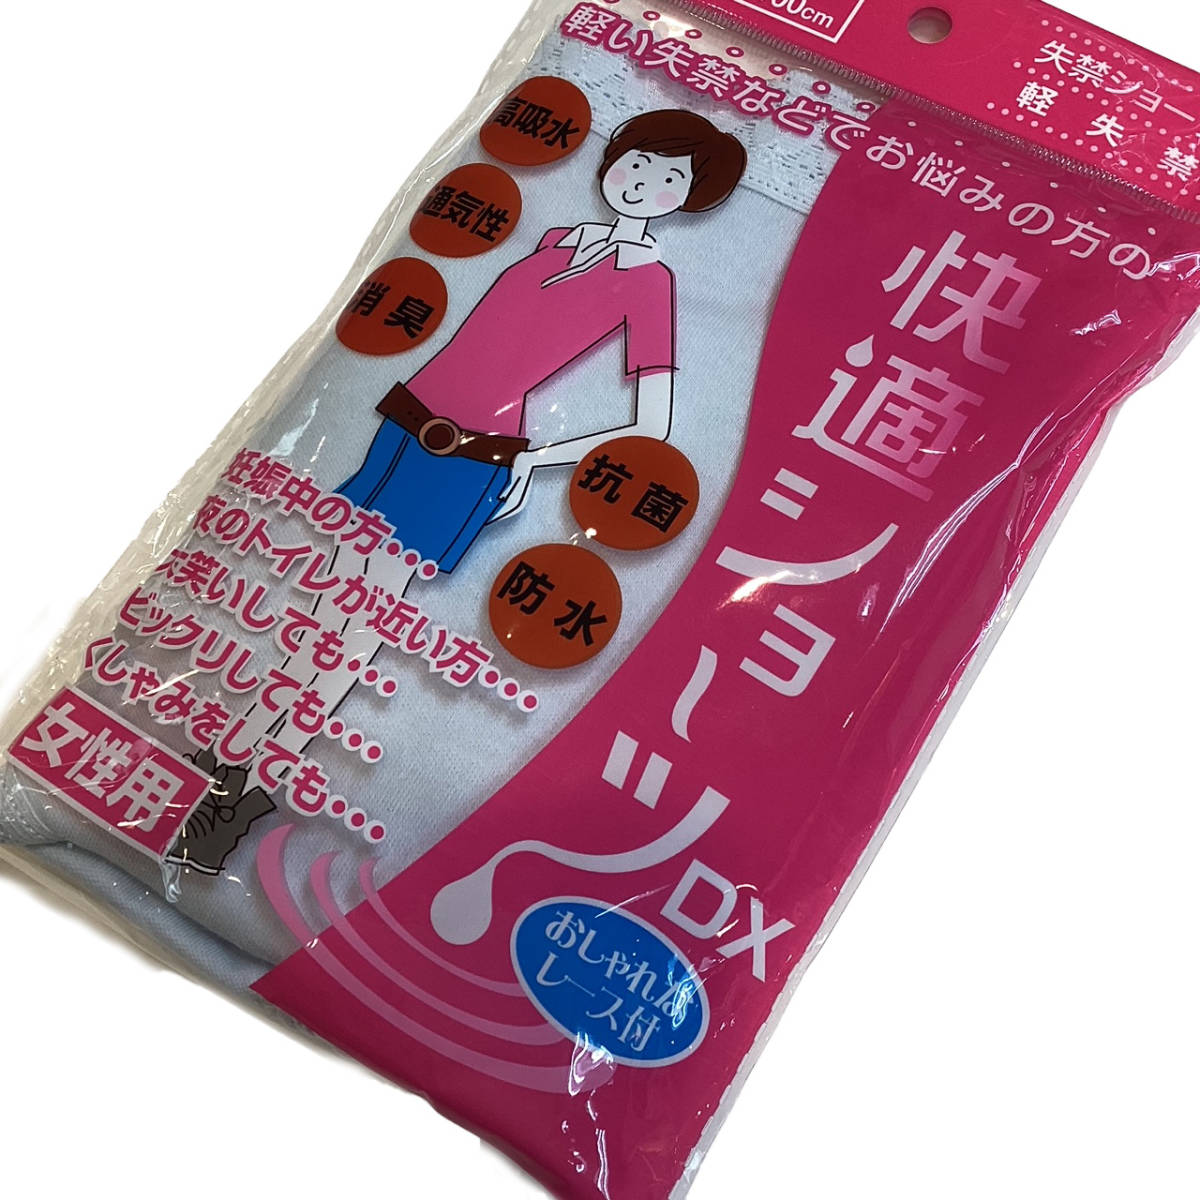 00cm
失禁ショー
軽失禁
軽い失禁などでお悩みの方の
快適ショーツDX
高吸水
通気性
消臭
抗菌
防水
妊娠中の方・・・
夜のトイレが近い方・・・
大笑いしても・・・
ビックリしても・・・
くしゃみをしても・・・
女性用
おしゃれな
レース付